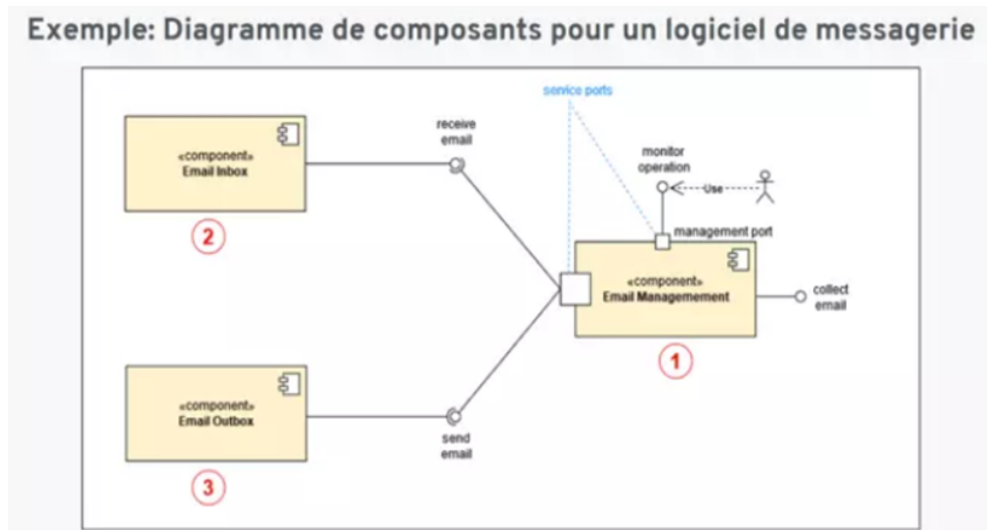 Exemple: Diagramme de composants pour un logiciel de messagerie
service ports
receive
email
monitor
operation
Use
«component»
Email Inbox
2
management port
«component»
Email Managemement
collect
email
1
«component»
Email Outbox
send
email
3